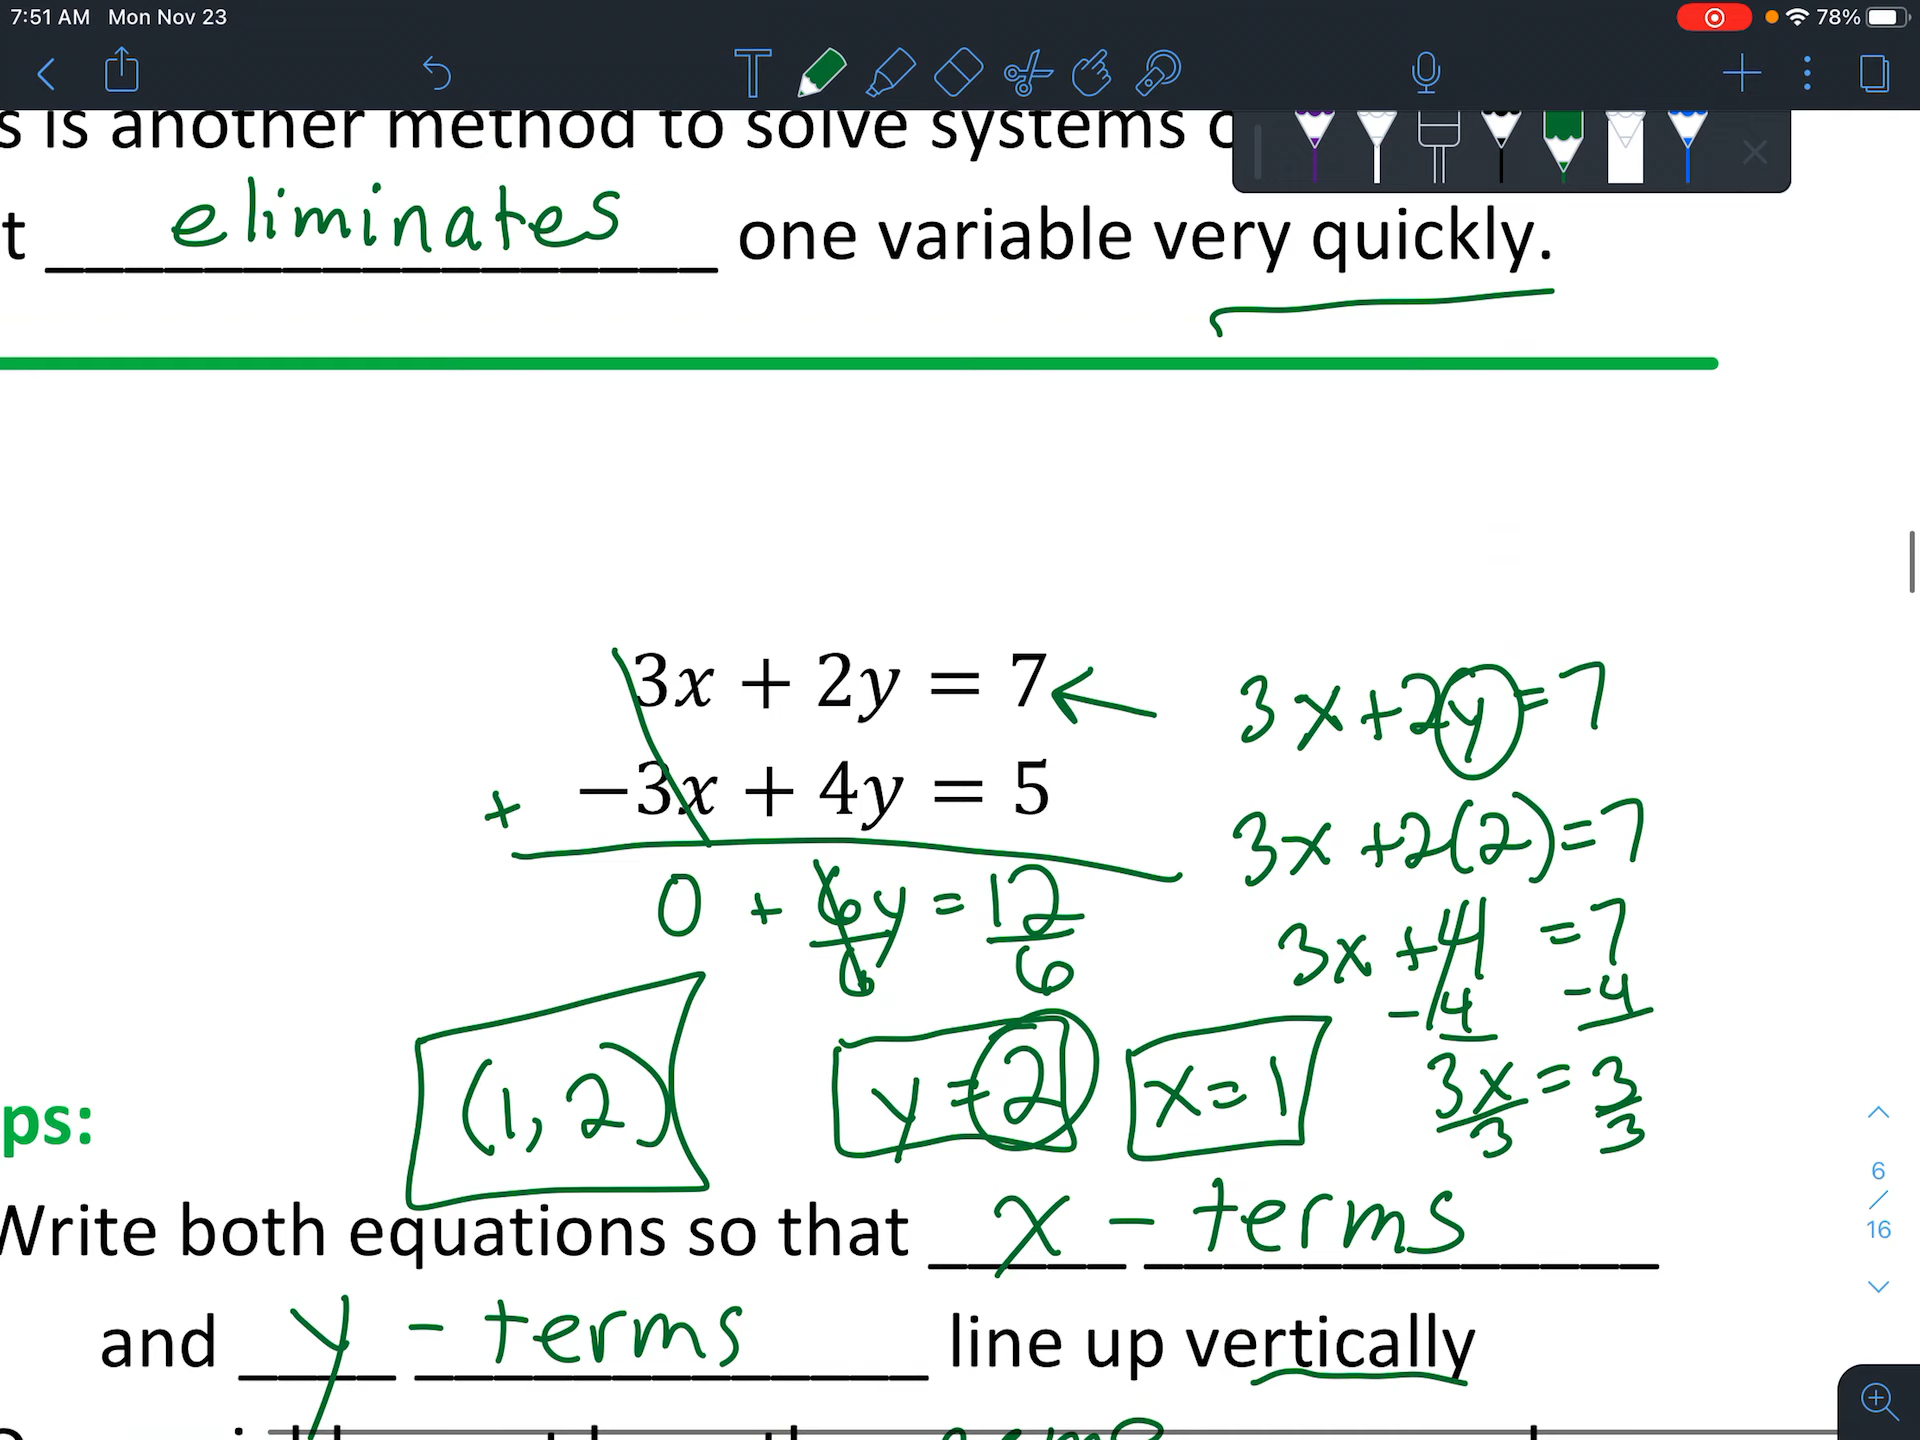 7:51 AM Mon Nov 23
78%
s is another method to solve systems
t eliminates one variable very quickly.
3x + 2y = 7
−3x + 4y = 5
+
0 + 6y = 12
6 6
(1, 2)
y = 2
x = 1
3x + 2y = 7
3x + 2(2) = 7
3x + 4 = 7
-4 -4
3x = 3
3 3
ps:
Write both equations so that x - terms
and y - terms line up vertically
6
/
16